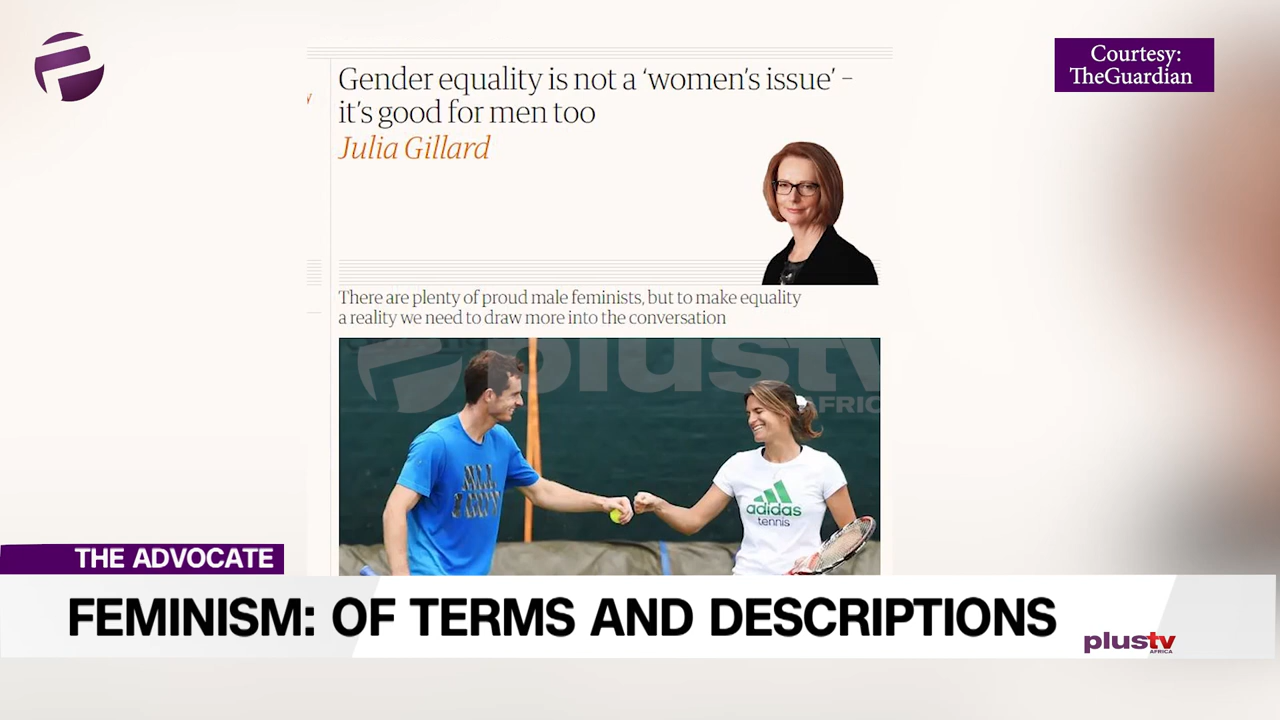 Courtesy:
TheGuardian
Gender equality is not a ‘women’s issue’ –
it’s good for men too
Julia Gillard
There are plenty of proud male feminists, but to make equality
a reality we need to draw more into the conversation
plustv
AFRIC
adidas
tennis
THE ADVOCATE
FEMINISM: OF TERMS AND DESCRIPTIONS
plustv
AFRICA